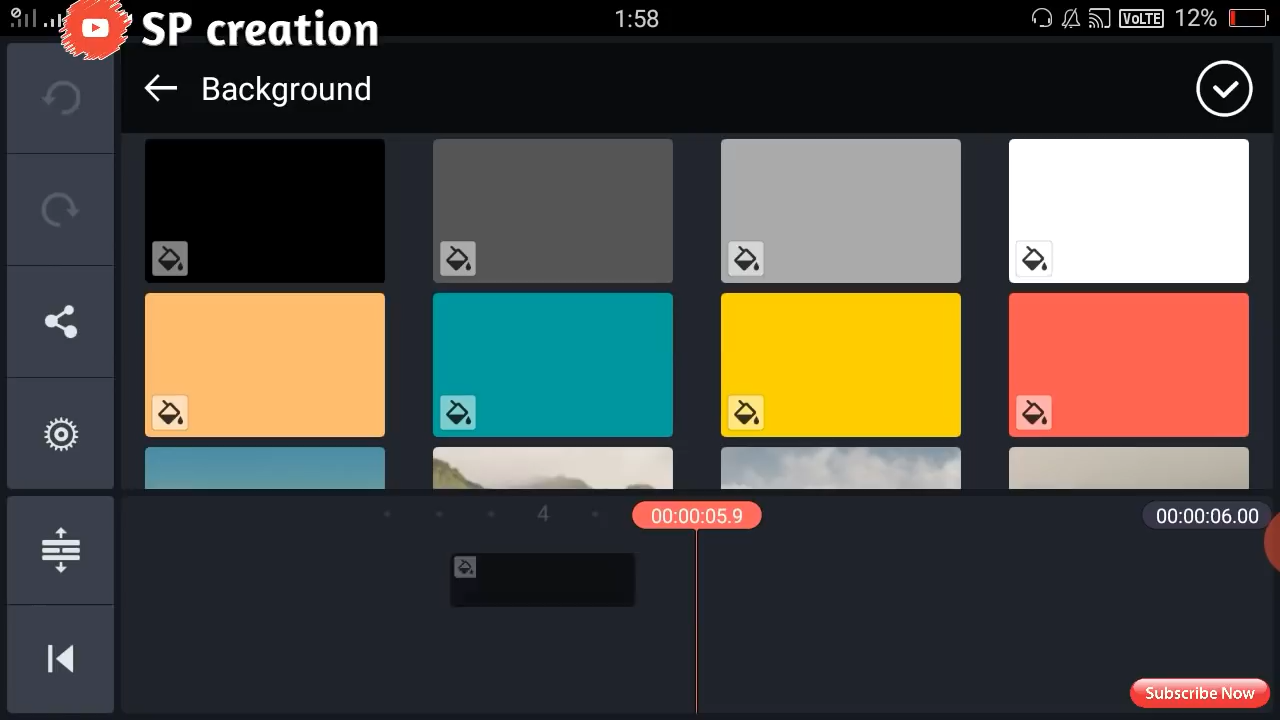 SP creation
1:58
VoLTE 12%
Background
4
00:00:05.9
00:00:06.00
Subscribe Now